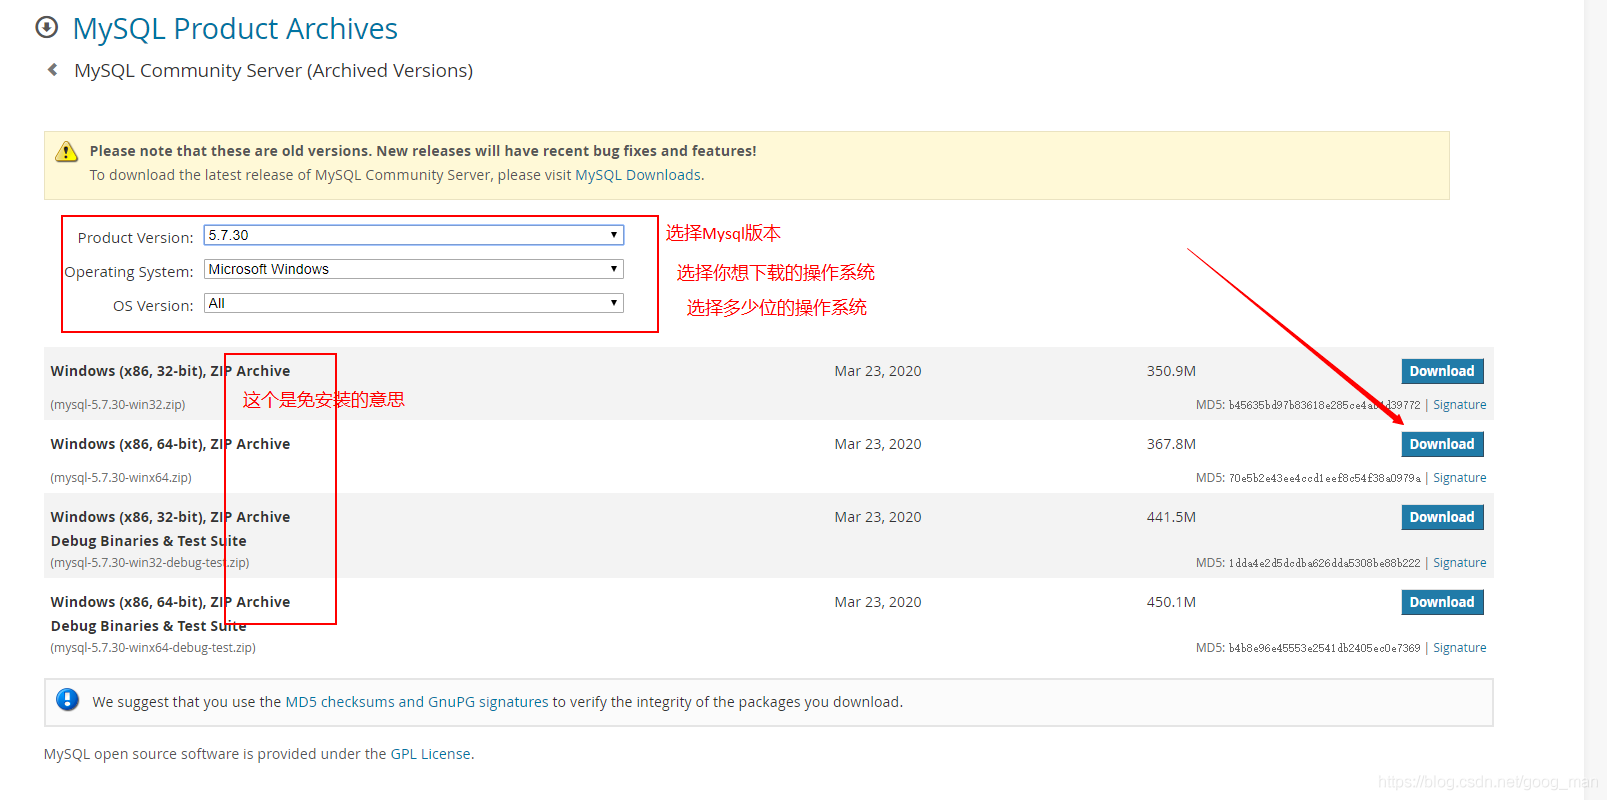 MySQL Product Archives
MySQL Community Server (Archived Versions)
Please note that these are old versions. New releases will have recent bug fixes and features!
To download the latest release of MySQL Community Server, please visit MySQL Downloads.
Product Version: 5.7.30 选择Mysql版本
Operating System: Microsoft Windows 选择你想下载的操作系统
OS Version: All 选择多少位的操作系统
Windows (x86, 32-bit), ZIP Archive Mar 23, 2020 350.9M Download
(mysql-5.7.30-win32.zip) 这个是免安装的意思 MD5: | Signature
Windows (x86, 64-bit), ZIP Archive Mar 23, 2020 367.8M Download
(mysql-5.7.30-winx64.zip) MD5: 70e5b2e43ee4ccd1eef8c54f38a0979a | Signature
Windows (x86, 32-bit), ZIP Archive Mar 23, 2020 441.5M Download
Debug Binaries & Test Suite
(mysql-5.7.30-win32-debug-test.zip) MD5: 1dda4e2d5dcdba626dda5308be88b222 | Signature
Windows (x86, 64-bit), ZIP Archive Mar 23, 2020 450.1M Download
Debug Binaries & Test Suite
(mysql-5.7.30-winx64-debug-test.zip) MD5: b4b8e96e45553e2541db2405ec0e7369 | Signature
We suggest that you use the MD5 checksums and GnuPG signatures to verify the integrity of the packages you download.
MySQL open source software is provided under the GPL License.
https://blog.csdn.net/goog_man